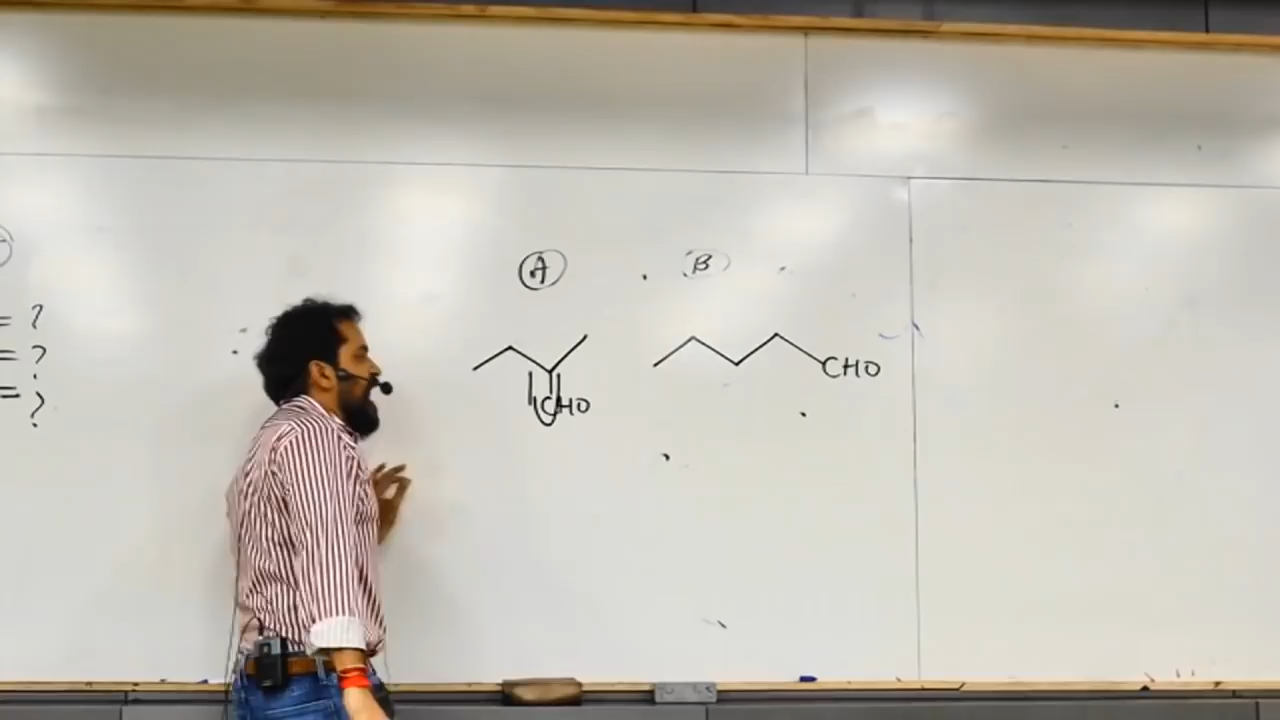 A B
= ?
= ?
= ?
CHO
CHO